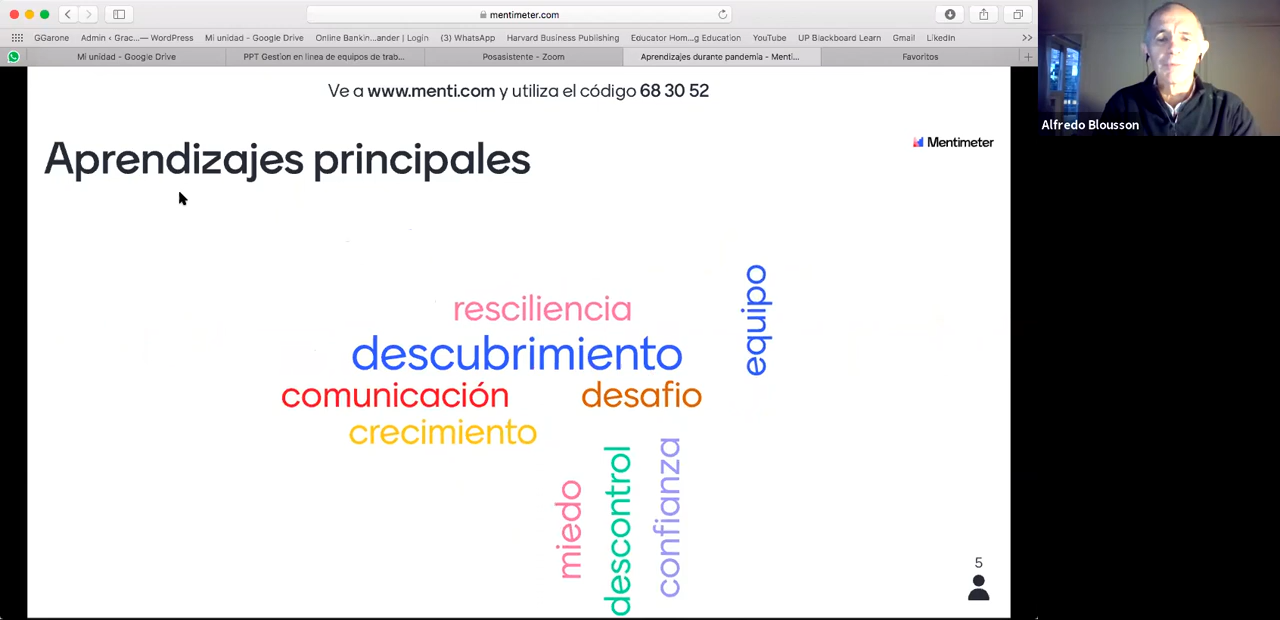 mentimeter.com
GGarone
Admin ‹ Grac...— WordPress
Mi unidad - Google Drive
Online Bankin...ander | Login
(3) WhatsApp
Harvard Business Publishing
Educator Hom...g Education
YouTube
UP Blackboard Learn
Gmail
LikedIn
Mi unidad - Google Drive
PPT Gestion en linea de equipos de trab...
Posasistente - Zoom
Aprendizajes durante pandemia - Menti...
Favoritos
Ve a www.menti.com y utiliza el código 68 30 52
Alfredo Blousson
Aprendizajes principales
Mentimeter
equipo
resciliencia
descubrimiento
comunicación
desafio
crecimiento
miedo
descontrol
confianza
5